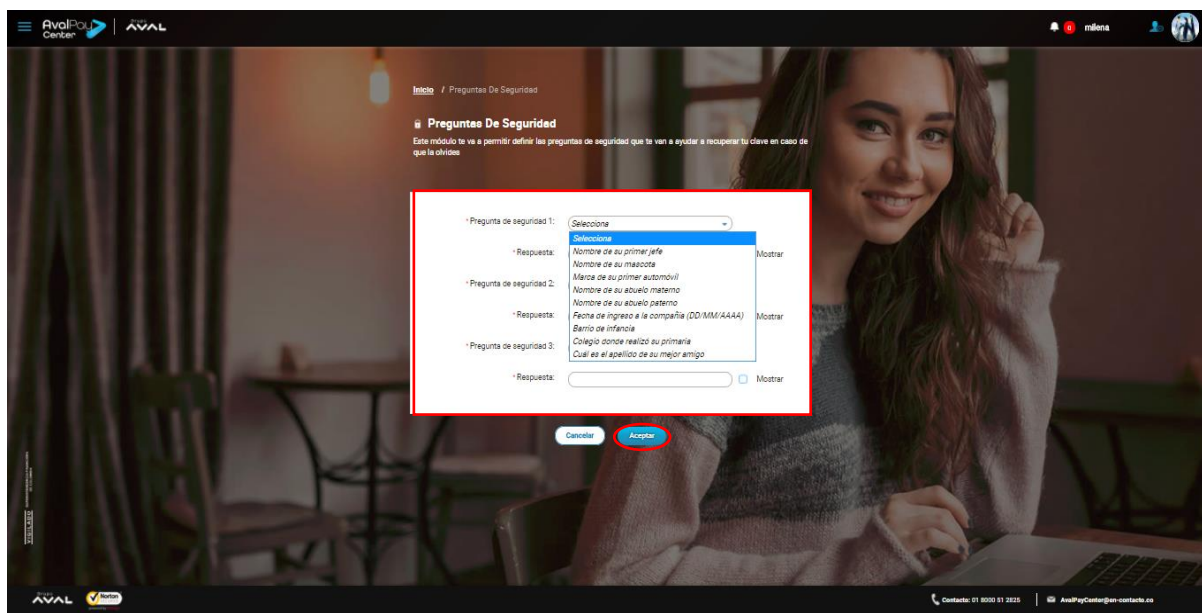 AvalPay
Center
Grupo
AVAL
0
milena
Inicio / Preguntas De Seguridad
Preguntas De Seguridad
Este módulo te va a permitir definir las preguntas de seguridad que te van a ayudar a recuperar tu clave en caso de
que la olvides
* Pregunta de seguridad 1:
Selecciona
Selecciona
* Respuesta:
Nombre de su primer jefe
Mostrar
Nombre de su mascota
Marca de su primer automóvil
* Pregunta de seguridad 2:
Nombre de su abuelo materno
Nombre de su abuelo paterno
* Respuesta:
Fecha de ingreso a la compañia (DD/MM/AAAA)
Mostrar
Barrio de infancia
Colegio donde realizó su primaria
* Pregunta de seguridad 3:
Cuál es el apellido de su mejor amigo
* Respuesta:
Mostrar
Cancelar
Aceptar
VIGILADO
Grupo
AVAL
Norton
Contacto: 01 8000 51 2825
AvalPayCenter@en-contacto.co